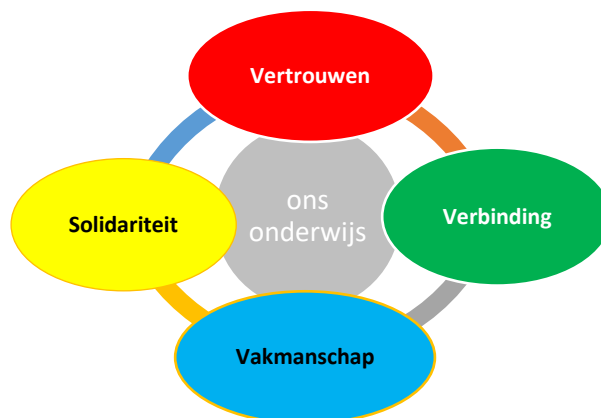 Vertrouwen
Solidariteit
ons
onderwijs
Verbinding
Vakmanschap